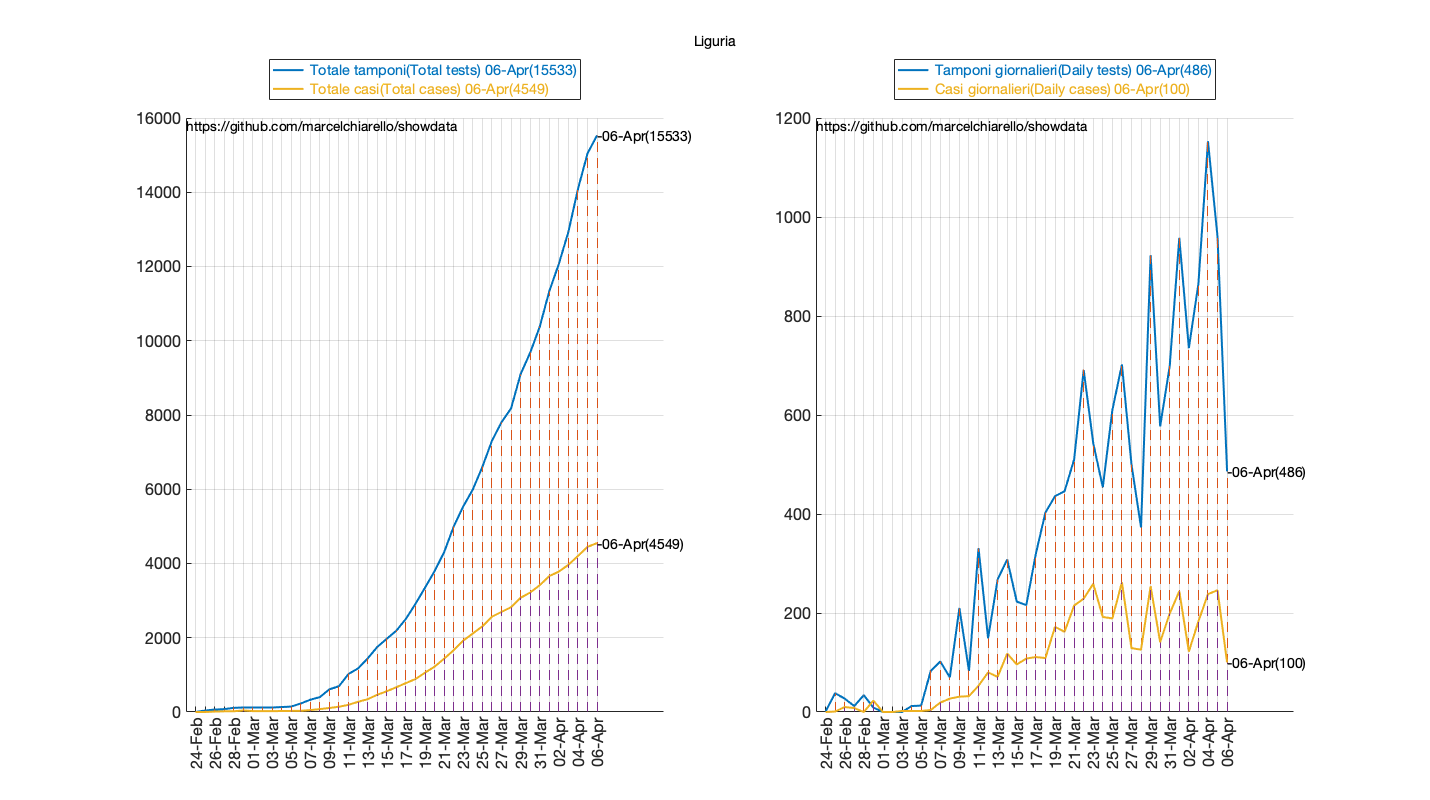 Liguria
Totale tamponi(Total tests) 06-Apr(15533)
Totale casi(Total cases) 06-Apr(4549)
16000
14000
12000
10000
8000
6000
4000
2000
0
https://github.com/marcelchiarello/showdata
06-Apr(15533)
06-Apr(4549)
24-Feb
26-Feb
28-Feb
01-Mar
03-Mar
05-Mar
07-Mar
09-Mar
11-Mar
13-Mar
15-Mar
17-Mar
19-Mar
21-Mar
23-Mar
25-Mar
27-Mar
29-Mar
31-Mar
02-Apr
04-Apr
06-Apr
Tamponi giornalieri(Daily tests) 06-Apr(486)
Casi giornalieri(Daily cases) 06-Apr(100)
1200
1000
800
600
400
200
0
https://github.com/marcelchiarello/showdata
06-Apr(486)
06-Apr(100)
24-Feb
26-Feb
28-Feb
01-Mar
03-Mar
05-Mar
07-Mar
09-Mar
11-Mar
13-Mar
15-Mar
17-Mar
19-Mar
21-Mar
23-Mar
25-Mar
27-Mar
29-Mar
31-Mar
02-Apr
04-Apr
06-Apr